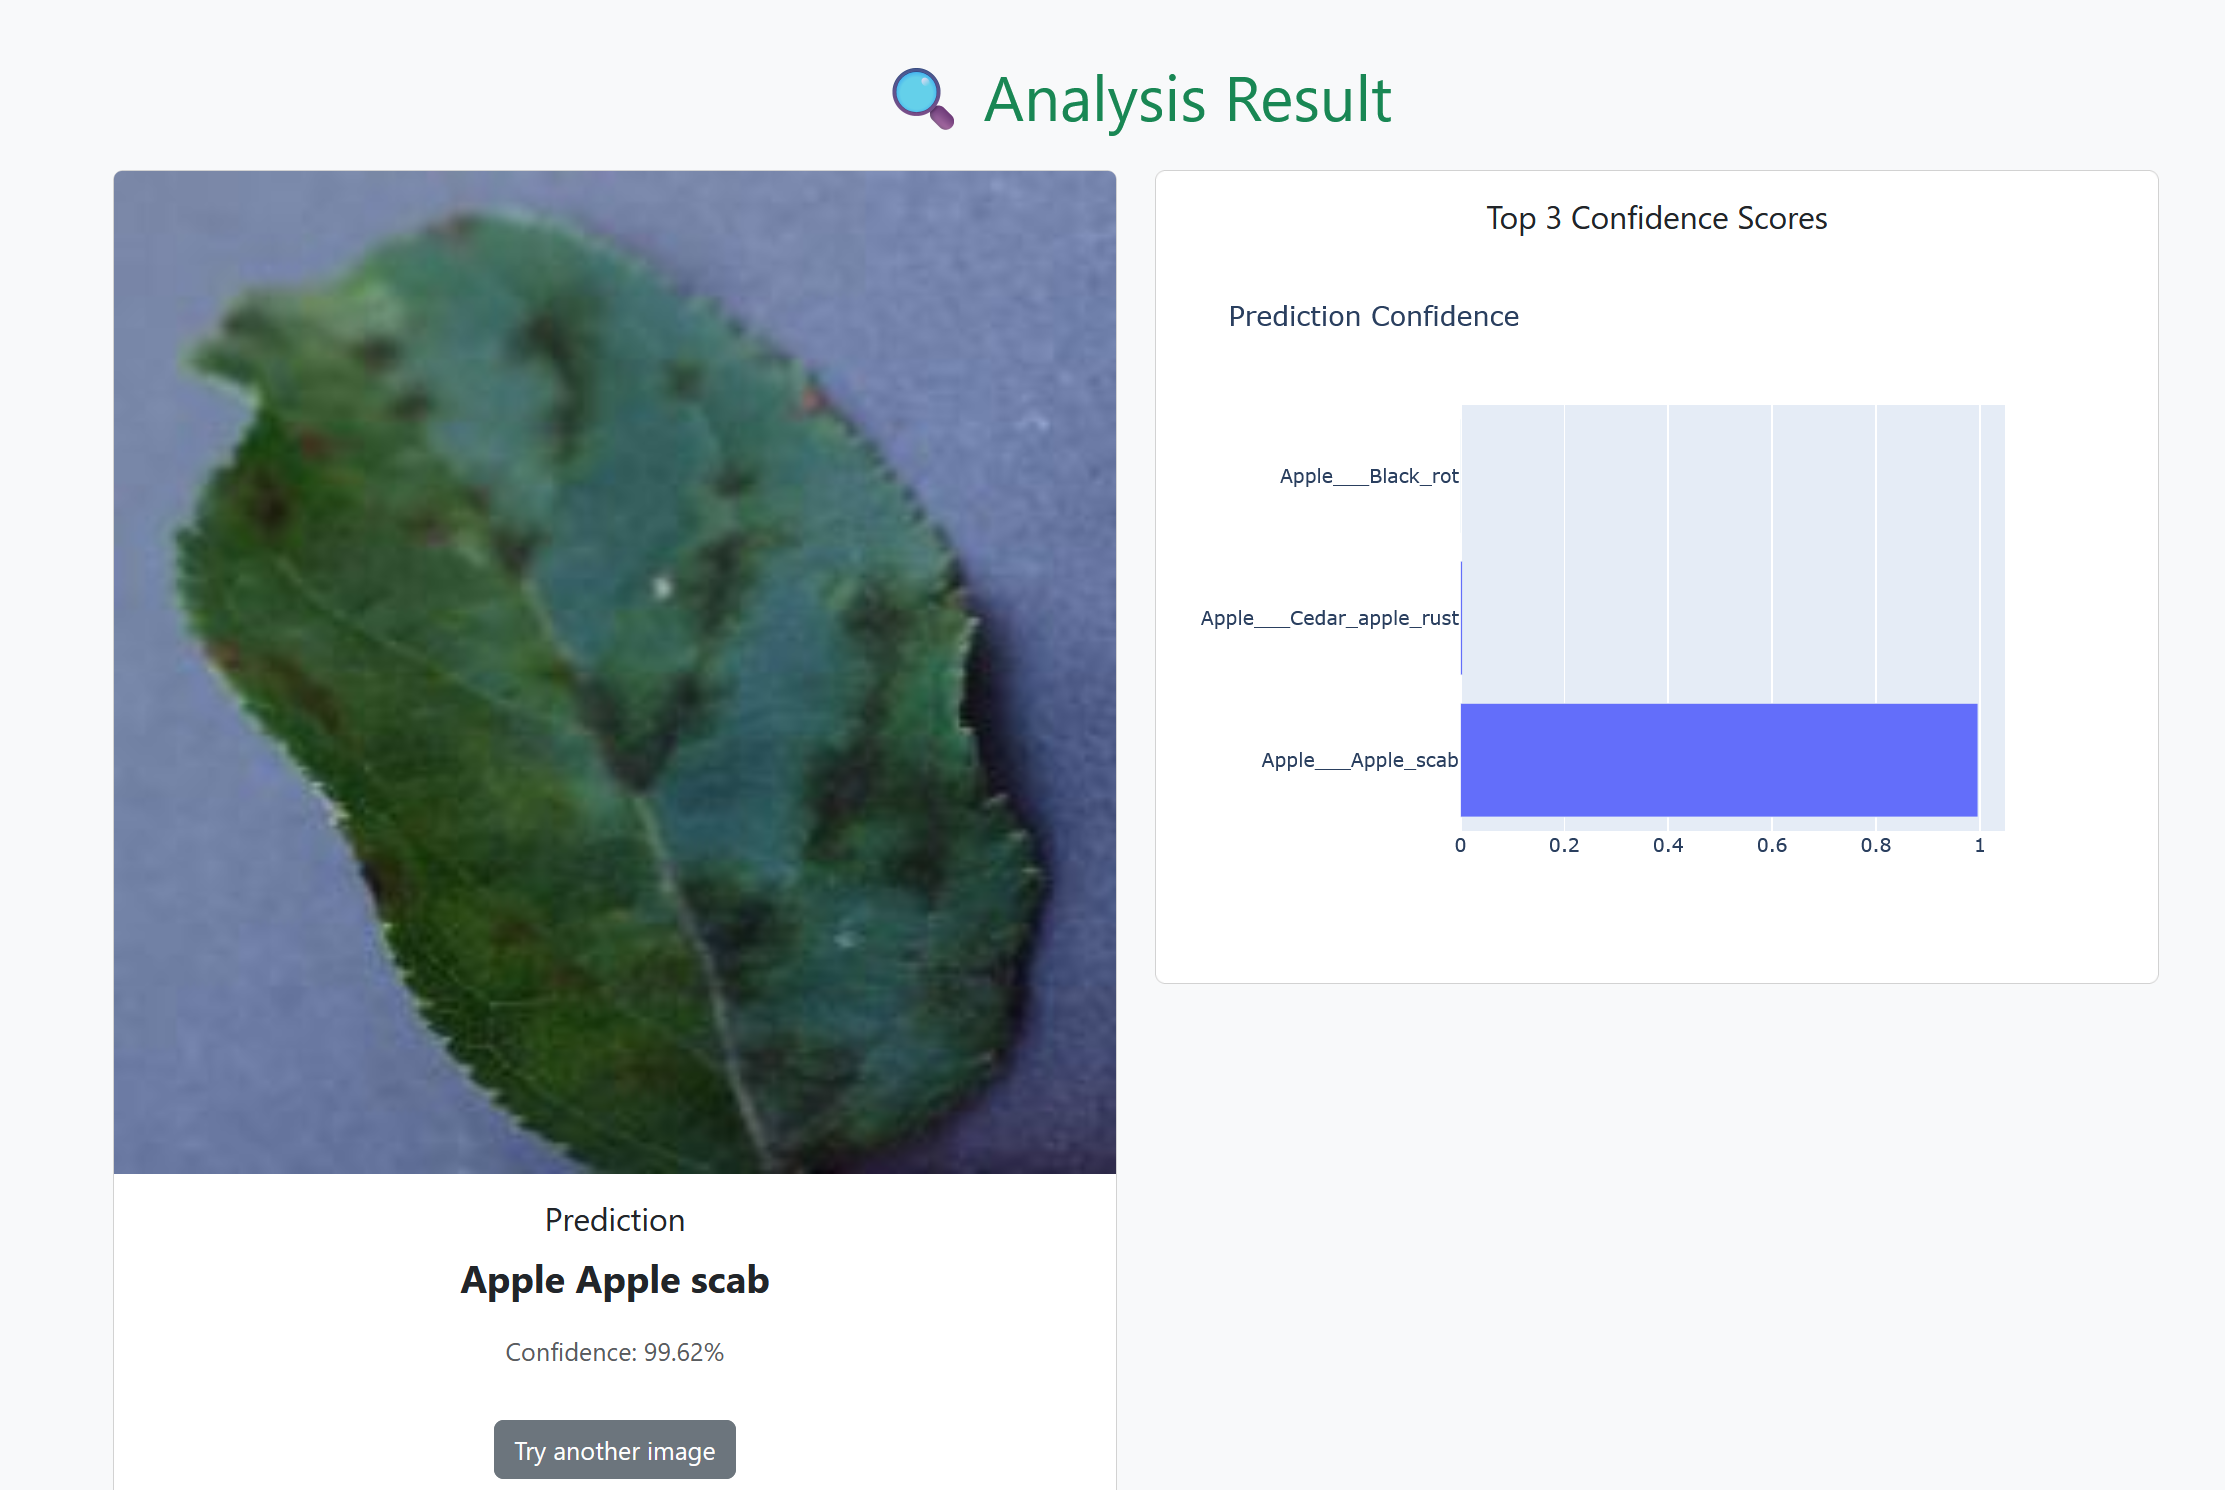 Analysis Result
Prediction
Apple Apple scab
Confidence: 99.62%
Try another image
Top 3 Confidence Scores
Prediction Confidence
Apple___Black_rot
Apple___Cedar_apple_rust
Apple___Apple_scab
0 0.2 0.4 0.6 0.8 1